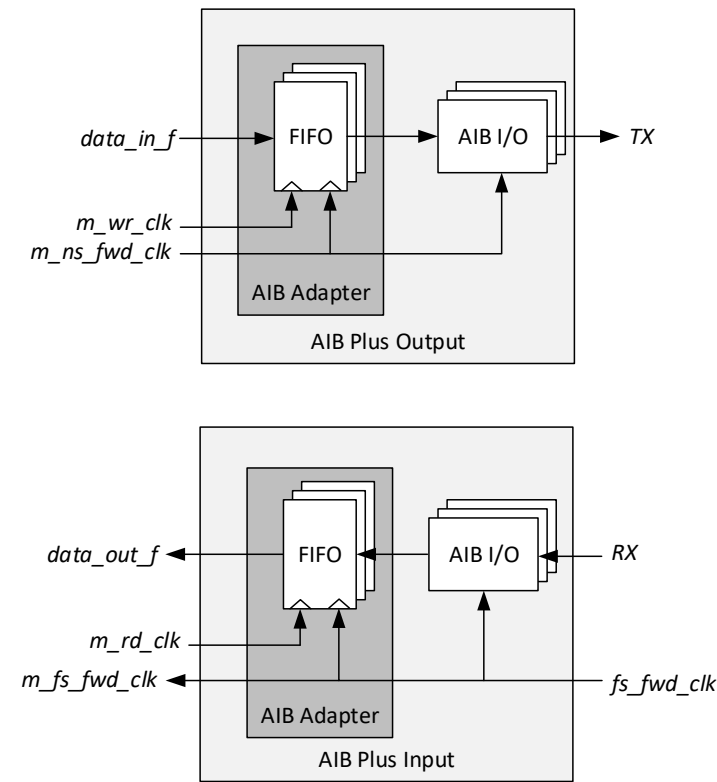 data_in_f
FIFO
AIB I/O
TX
m_wr_clk
m_ns_fwd_clk
AIB Adapter
AIB Plus Output
data_out_f
FIFO
AIB I/O
RX
m_rd_clk
m_fs_fwd_clk
fs_fwd_clk
AIB Adapter
AIB Plus Input